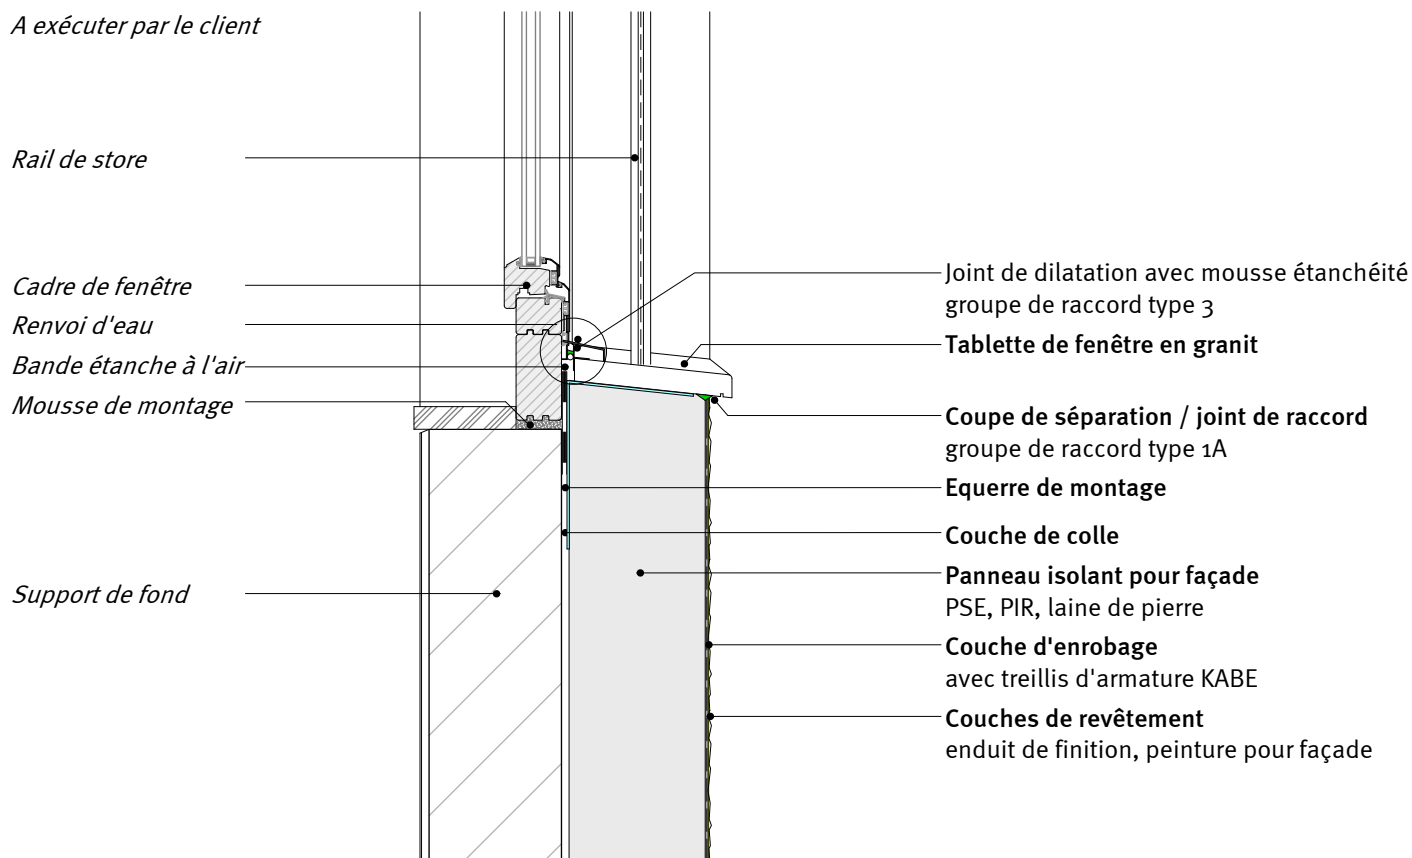 A exécuter par le client
Rail de store
Cadre de fenêtre
Renvoi d'eau
Bande étanche à l'air
Mousse de montage
Support de fond
Joint de dilatation avec mousse étanchéité
groupe de raccord type 3
Tablette de fenêtre en granit
Coupe de séparation / joint de raccord
groupe de raccord type 1A
Equerre de montage
Couche de colle
Panneau isolant pour façade
PSE, PIR, laine de pierre
Couche d'enrobage
avec treillis d'armature KABE
Couches de revêtement
enduit de finition, peinture pour façade